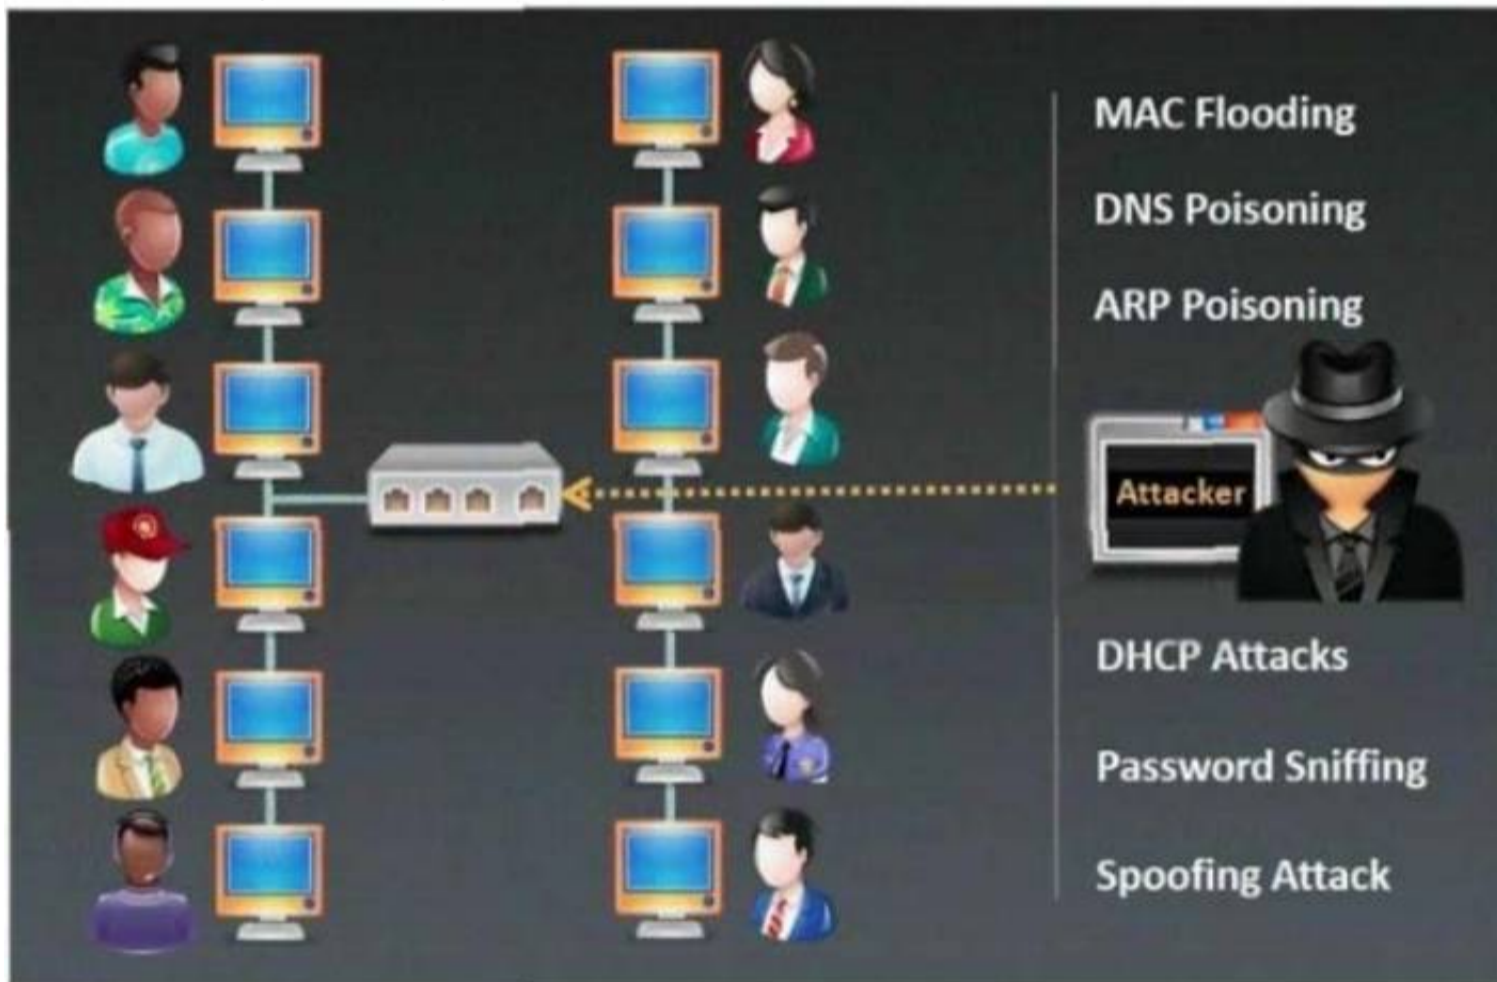 MAC Flooding
DNS Poisoning
ARP Poisoning
Attacker
DHCP Attacks
Password Sniffing
Spoofing Attack